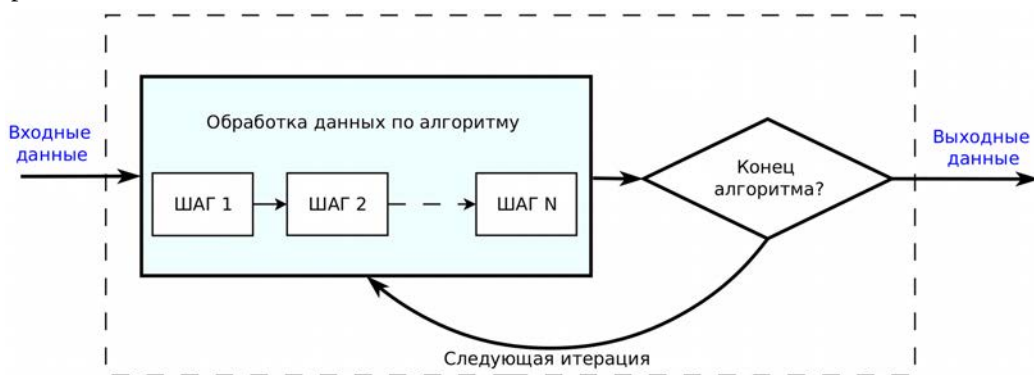 Обработка данных по алгоритму
Входные
данные
ШАГ 1
ШАГ 2
ШАГ N
Конец
алгоритма?
Выходные
данные
Следующая итерация